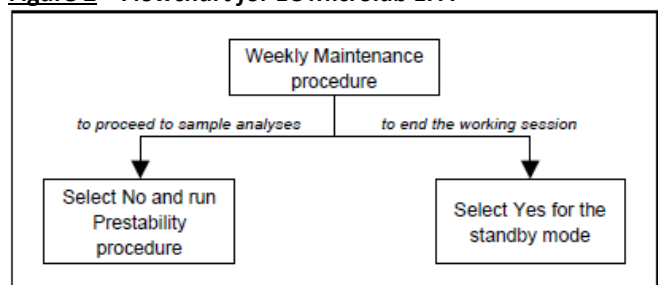 Weekly Maintenance
procedure
to proceed to sample analyses
to end the working session
Select No and run
Prestability
procedure
Select Yes for the
standby mode